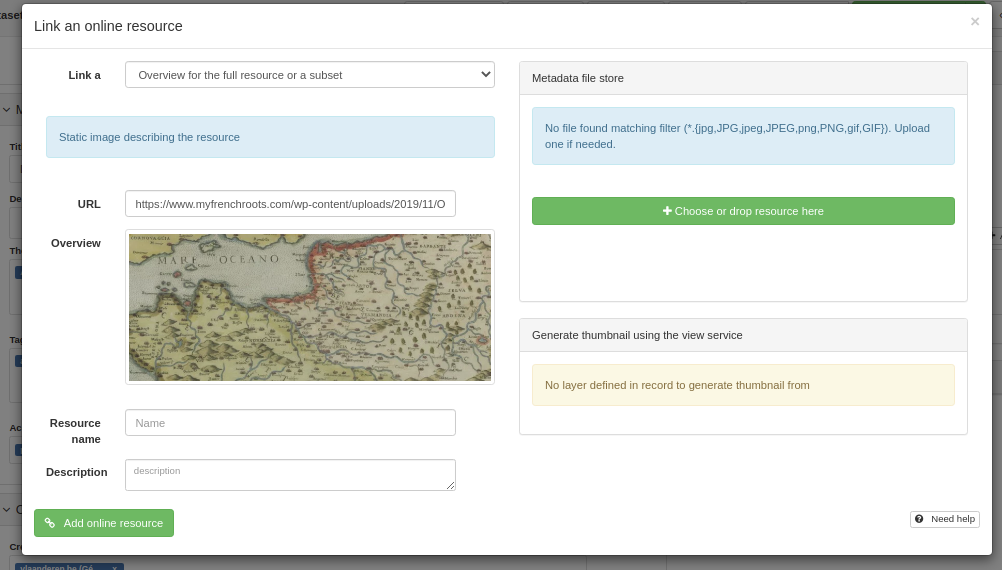 Link an online resource
×
Link a
Overview for the full resource or a subset
Static image describing the resource
URL
https://www.myfrenchroots.com/wp-content/uploads/2019/11/O
Overview
MARE OCEANO
Resource
name
Name
Description
description
Add online resource
Metadata file store
No file found matching filter (*.{jpg,JPG,jpeg,JPEG,png,PNG,gif,GIF}). Upload
one if needed.
Choose or drop resource here
Generate thumbnail using the view service
No layer defined in record to generate thumbnail from
Need help